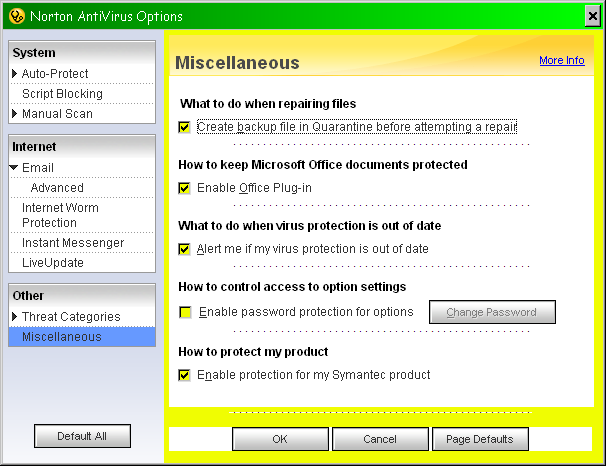 Norton AntiVirus Options
System
Auto-Protect
Script Blocking
Manual Scan
Internet
Email
Advanced
Internet Worm
Protection
Instant Messenger
LiveUpdate
Other
Threat Categories
Miscellaneous
Default All
Miscellaneous
More Info
What to do when repairing files
Create backup file in Quarantine before attempting a repair
How to keep Microsoft Office documents protected
Enable Office Plug-in
What to do when virus protection is out of date
Alert me if my virus protection is out of date
How to control access to option settings
Enable password protection for options
Change Password
How to protect my product
Enable protection for my Symantec product
OK
Cancel
Page Defaults